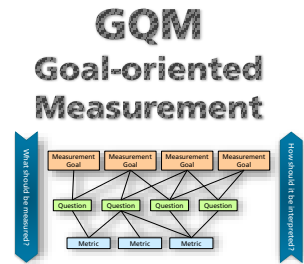 GQM
Goal-oriented
Measurement
What should be measured?
Measurement Goal
Measurement Goal
Measurement Goal
Measurement Goal
How should it be interpreted?
Question
Question
Question
Question
Metric
Metric
Metric